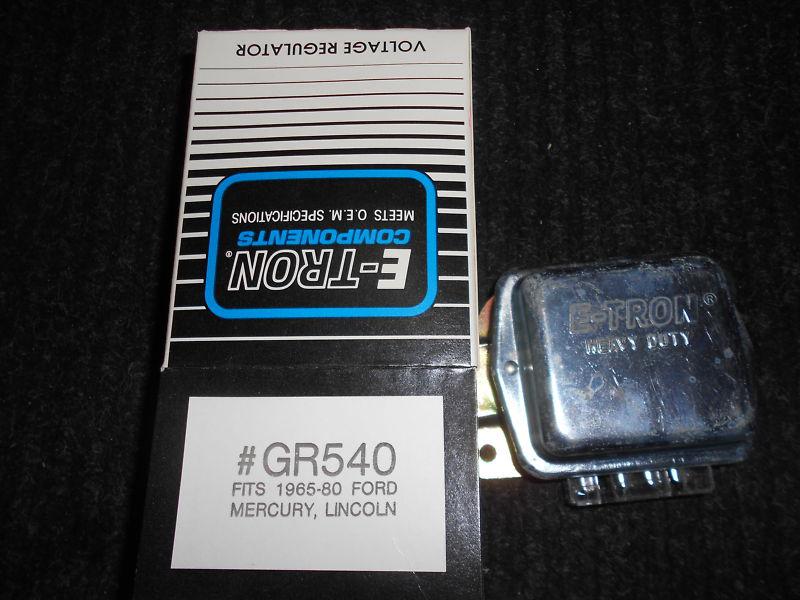 VOLTAGE REGULATOR
E-TRON®
COMPONENTS
MEETS O.E.M. SPECIFICATIONS
#GR540
FITS 1965-80 FORD
MERCURY, LINCOLN
E-TRON®
HEAVY DUTY